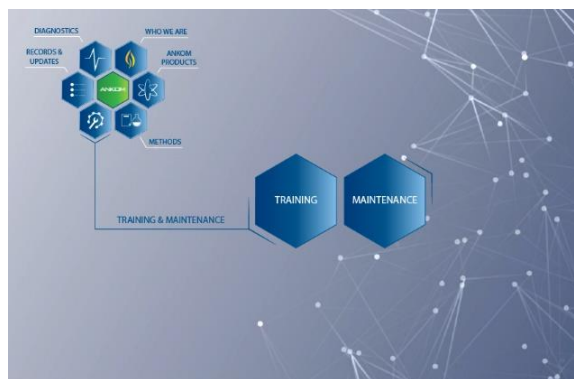 DIAGNOSTICS
WHO WE ARE
RECORDS &
UPDATES
ANKOM
PRODUCTS
ANKOM
METHODS
TRAINING
MAINTENANCE
TRAINING & MAINTENANCE